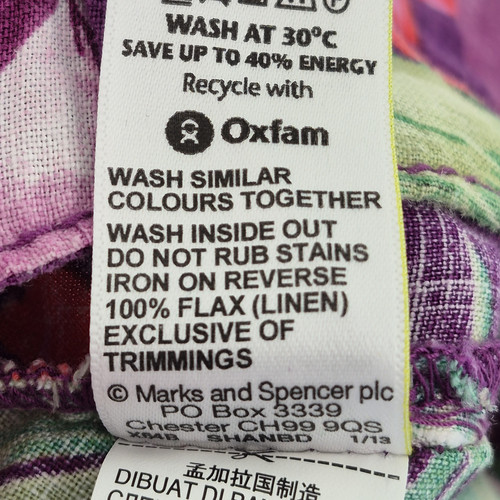 WASH AT 30°C
SAVE UP TO 40% ENERGY
Recycle with
Oxfam
WASH SIMILAR
COLOURS TOGETHER
WASH INSIDE OUT
DO NOT RUB STAINS
IRON ON REVERSE
100% FLAX (LINEN)
EXCLUSIVE OF
TRIMMINGS
© Marks and Spencer plc
PO Box 3339
Chester CH99 9QS
X64B SHANBD 1/13
孟加拉国制造
DIBUAT DI